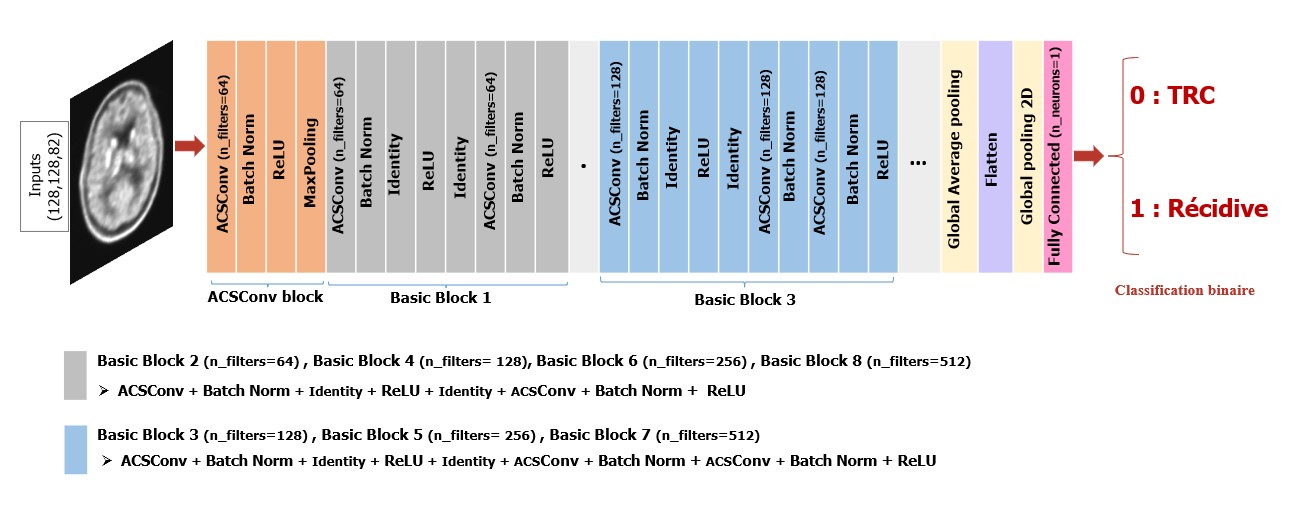 Inputs
(128,128,82)
ACSConv (n_filters=64)
Batch Norm
ReLU
MaxPooling
ACSConv (n_filters=64)
Batch Norm
Identity
ReLU
Identity
ACSConv (n_filters=64)
Batch Norm
ReLU
.
ACSConv (n_filters=128)
Batch Norm
Identity
ReLU
Identity
ACSConv (n_filters=128)
Batch Norm
ACSConv (n_filters=128)
Batch Norm
ReLU
...
Global Average pooling
Flatten
Global pooling 2D
Fully Connected (n_neurons=1)
0 : TRC
1 : Récidive
Classification binaire
ACSConv block
Basic Block 1
Basic Block 3
Basic Block 2 (n_filters=64) , Basic Block 4 (n_filters= 128), Basic Block 6 (n_filters=256) , Basic Block 8 (n_filters=512)
➢ ACSConv + Batch Norm + Identity + ReLU + Identity + ACSConv + Batch Norm + ReLU
Basic Block 3 (n_filters=128) , Basic Block 5 (n_filters= 256) , Basic Block 7 (n_filters=512)
➢ ACSConv + Batch Norm + Identity + ReLU + Identity + ACSConv + Batch Norm + ACSConv + Batch Norm + ReLU